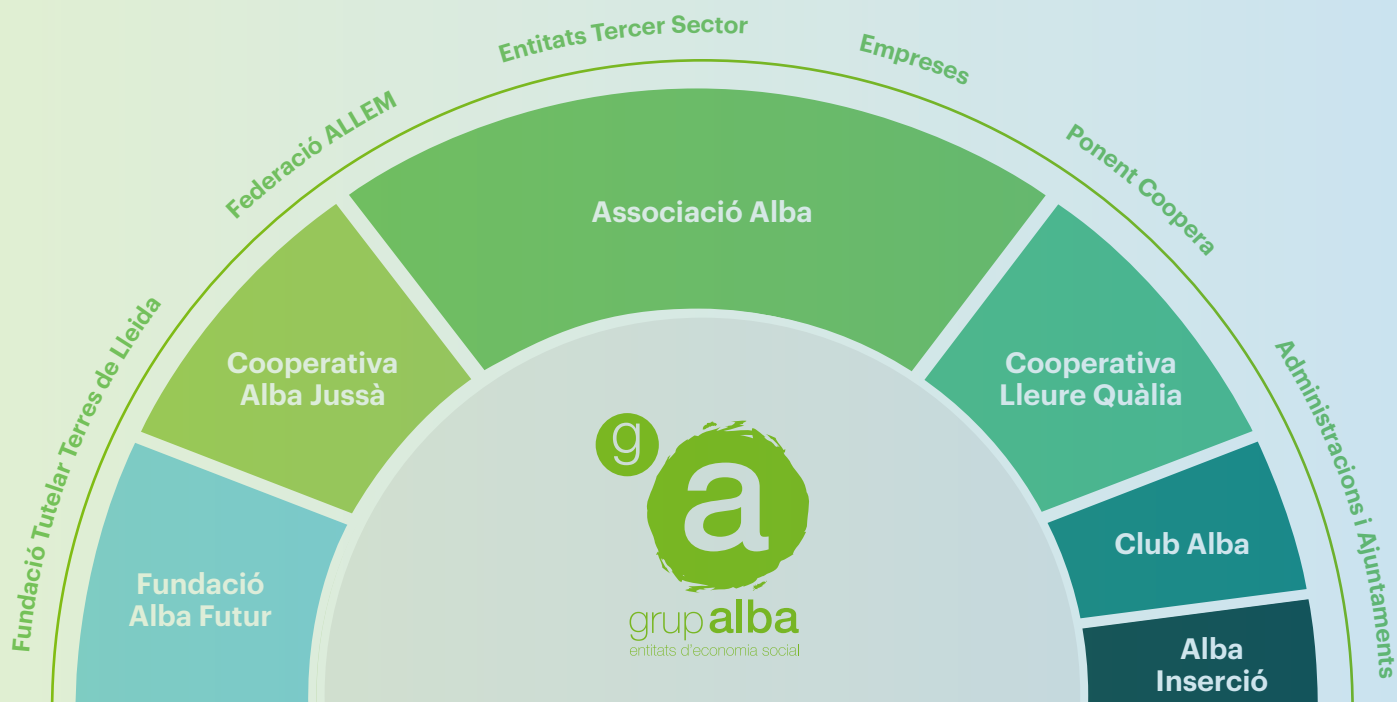 Fundació Tutelar Terres de Lleida
Federació ALLEM
Entitats Tercer Sector
Empreses
Ponent Coopera
Administracions i Ajuntaments
Fundació
Alba Futur
Cooperativa
Alba Jussà
Associació Alba
Cooperativa
Lleure Quàlia
Club Alba
Alba
Inserció
g
a
grup alba
entitats d'economia social